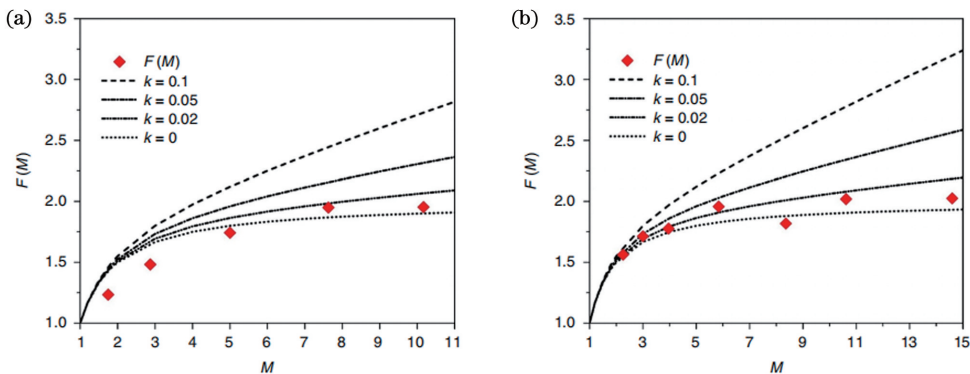 (a)
3.5
3.0
2.5
2.0
1.5
1.0
F(M)
F(M)
k = 0.1
k = 0.05
k = 0.02
k = 0
1 2 3 4 5 6 7 8 9 10 11
M
(b)
3.5
3.0
2.5
2.0
1.5
1.0
F(M)
F(M)
k = 0.1
k = 0.05
k = 0.02
k = 0
1 3 5 7 9 11 13 15
M